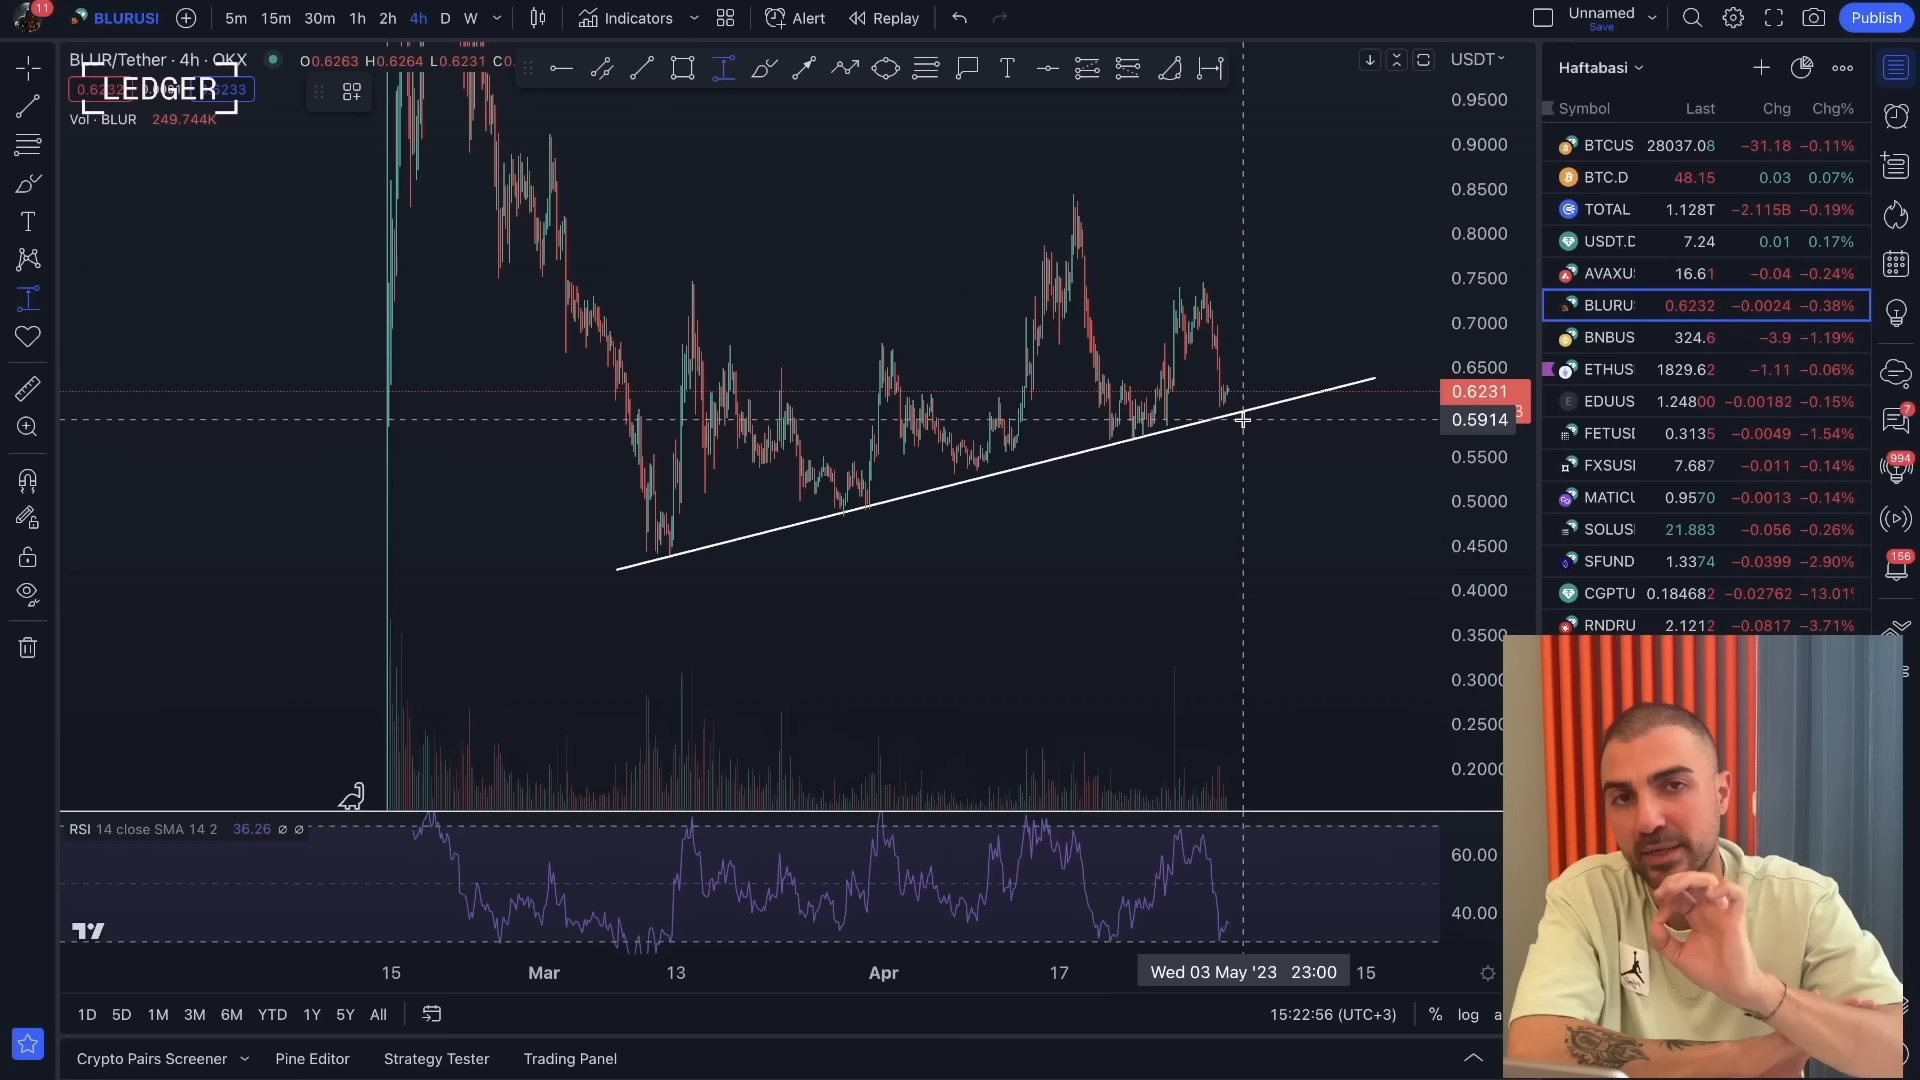 11
BLURUSI
5m 15m 30m 1h 2h 4h D W
Indicators
Alert
Replay
Unnamed
Save
Publish
BLUR/Tether · 4h · OKX
O0.6263 H0.6264 L0.6231 C0.
LEDGER
Vol · BLUR 249.744K
USDT
0.9500
0.9000
0.8500
0.8000
0.7500
0.7000
0.6500
0.6231
0.5914
0.5500
0.5000
0.4500
0.4000
0.3500
0.3000
0.2500
0.2000
Haftabasi
Symbol Last Chg Chg%
BTCUS 28037.08 −31.18 −0.11%
BTC.D 48.15 0.03 0.07%
TOTAL 1.128T −2.115B −0.19%
USDT.D 7.24 0.01 0.17%
AVAXU 16.61 −0.04 −0.24%
BLURU 0.6232 −0.0024 −0.38%
BNBUS 324.6 −3.9 −1.19%
ETHUS 1829.62 −1.11 −0.06%
EDUUS 1.24800 −0.00182 −0.15%
FETUS 0.3135 −0.0049 −1.54%
FXSUS 7.687 −0.011 −0.14%
MATICU 0.9570 −0.0013 −0.14%
SOLUS 21.883 −0.056 −0.26%
SFUND 1.3374 −0.0399 −2.90%
CGPTU 0.184682 −0.02762 −13.01
RNDRU 2.1212 −0.0817 −3.71%
7
994
156
RSI 14 close SMA 14 2 36.26
60.00
40.00
15 Mar 13 Apr 17 Wed 03 May '23 23:00 15
1D 5D 1M 3M 6M YTD 1Y 5Y All
15:22:56 (UTC+3) % log a
Crypto Pairs Screener Pine Editor Strategy Tester Trading Panel